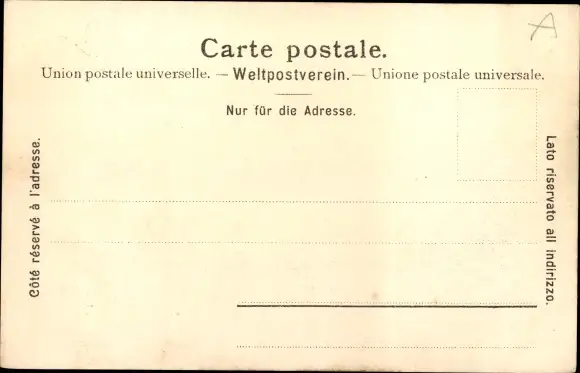 A
Carte postale.
Union postale universelle. — Weltpostverein. — Unione postale universale.
Nur für die Adresse.
Côté réservé à l'adresse.
Lato riservato all indirizzo.